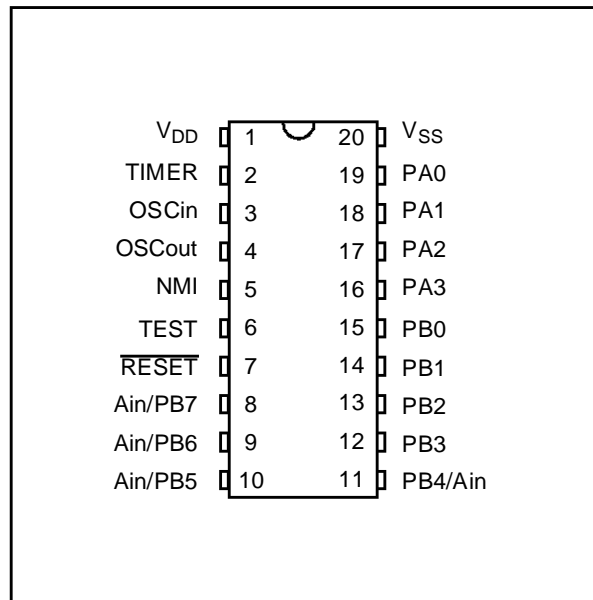 VDD 1 20 VSS
TIMER 2 19 PA0
OSCin 3 18 PA1
OSCout 4 17 PA2
NMI 5 16 PA3
TEST 6 15 PB0
RESET 7 14 PB1
Ain/PB7 8 13 PB2
Ain/PB6 9 12 PB3
Ain/PB5 10 11 PB4/Ain